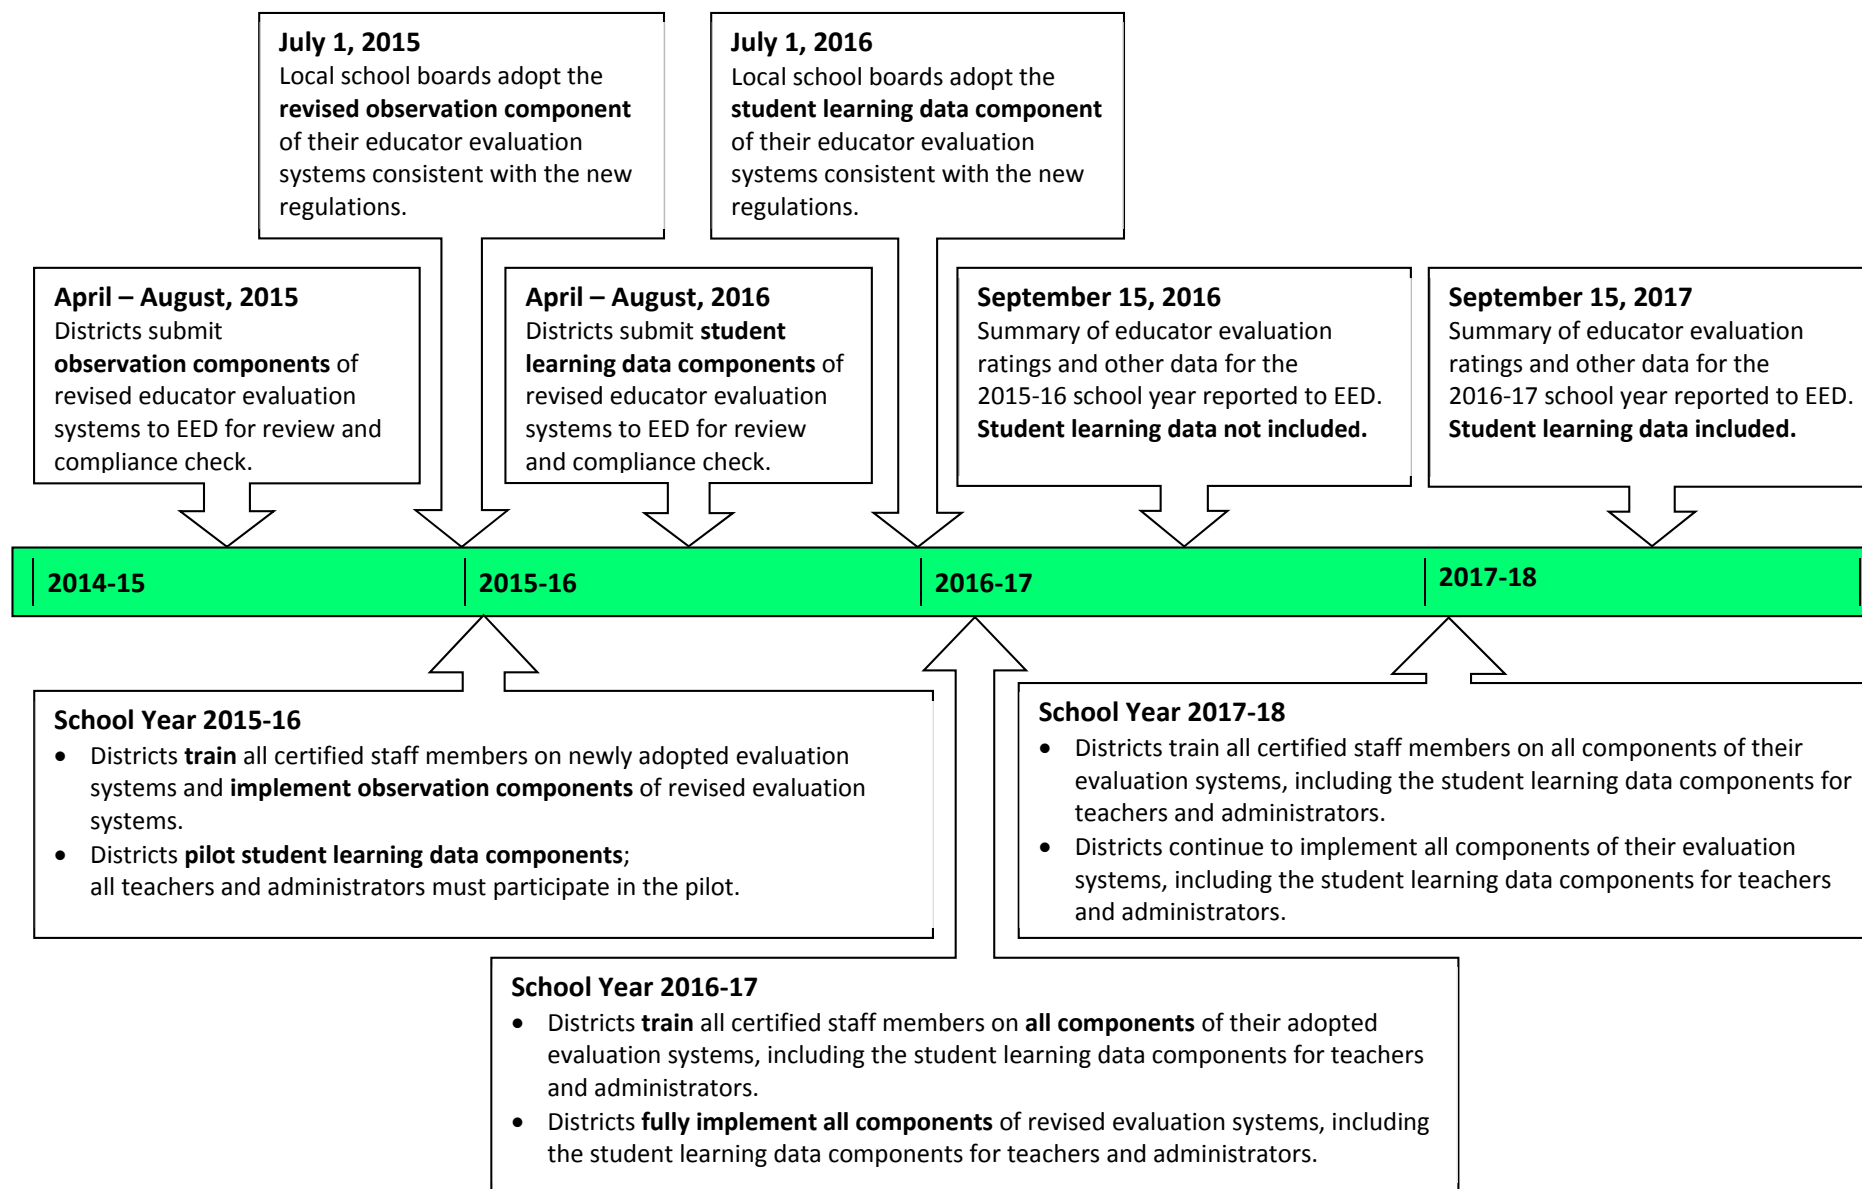 July 1, 2015
Local school boards adopt the
revised observation component
of their educator evaluation
systems consistent with the new
regulations.
July 1, 2016
Local school boards adopt the
student learning data component
of their educator evaluation
systems consistent with the new
regulations.
April – August, 2015
Districts submit
observation components of
revised educator evaluation
systems to EED for review and
compliance check.
April – August, 2016
Districts submit student
learning data components of
revised educator evaluation
systems to EED for review
and compliance check.
September 15, 2016
Summary of educator evaluation
ratings and other data for the
2015-16 school year reported to EED.
Student learning data not included.
September 15, 2017
Summary of educator evaluation
ratings and other data for the
2016-17 school year reported to EED.
Student learning data included.
2014-15
2015-16
2016-17
2017-18
School Year 2015-16
• Districts train all certified staff members on newly adopted evaluation
systems and implement observation components of revised evaluation
systems.
• Districts pilot student learning data components;
all teachers and administrators must participate in the pilot.
School Year 2017-18
• Districts train all certified staff members on all components of their
evaluation systems, including the student learning data components for
teachers and administrators.
• Districts continue to implement all components of their evaluation
systems, including the student learning data components for teachers
and administrators.
School Year 2016-17
• Districts train all certified staff members on all components of their adopted
evaluation systems, including the student learning data components for teachers
and administrators.
• Districts fully implement all components of revised evaluation systems, including
the student learning data components for teachers and administrators.